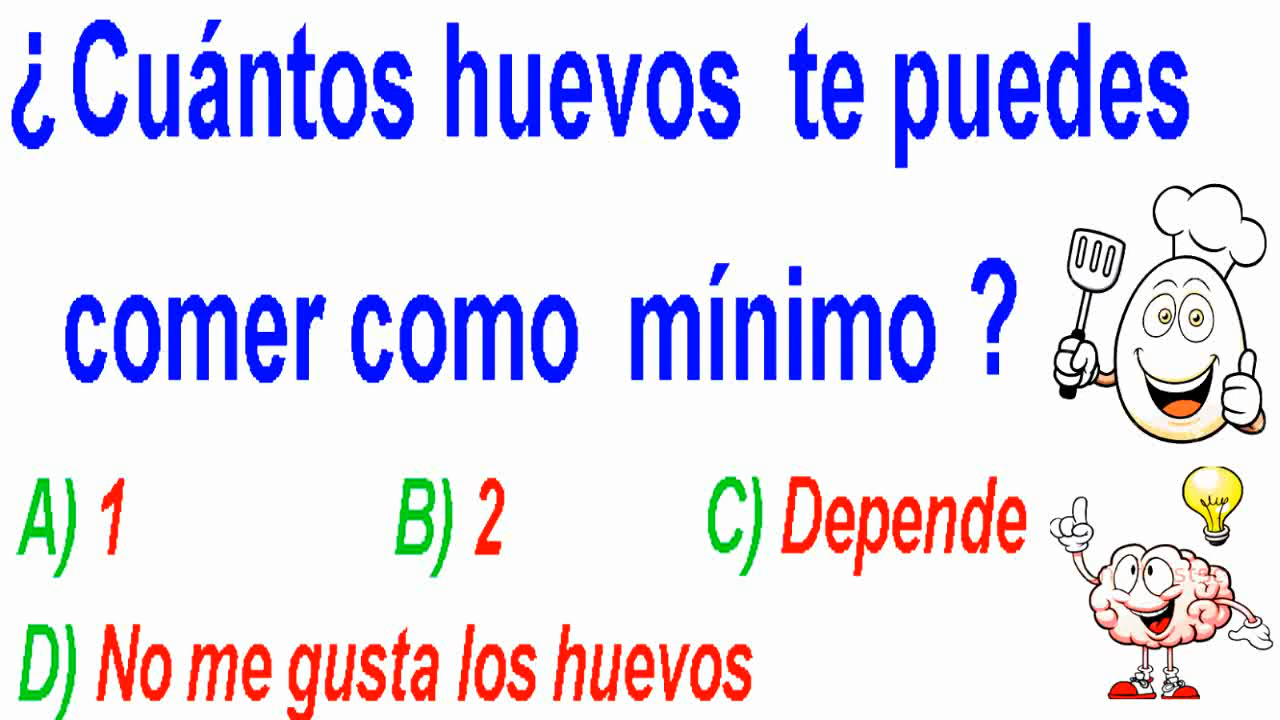 ¿Cuántos huevos te puedes
comer como mínimo ?
A) 1 B) 2 C) Depende
D) No me gusta los huevos